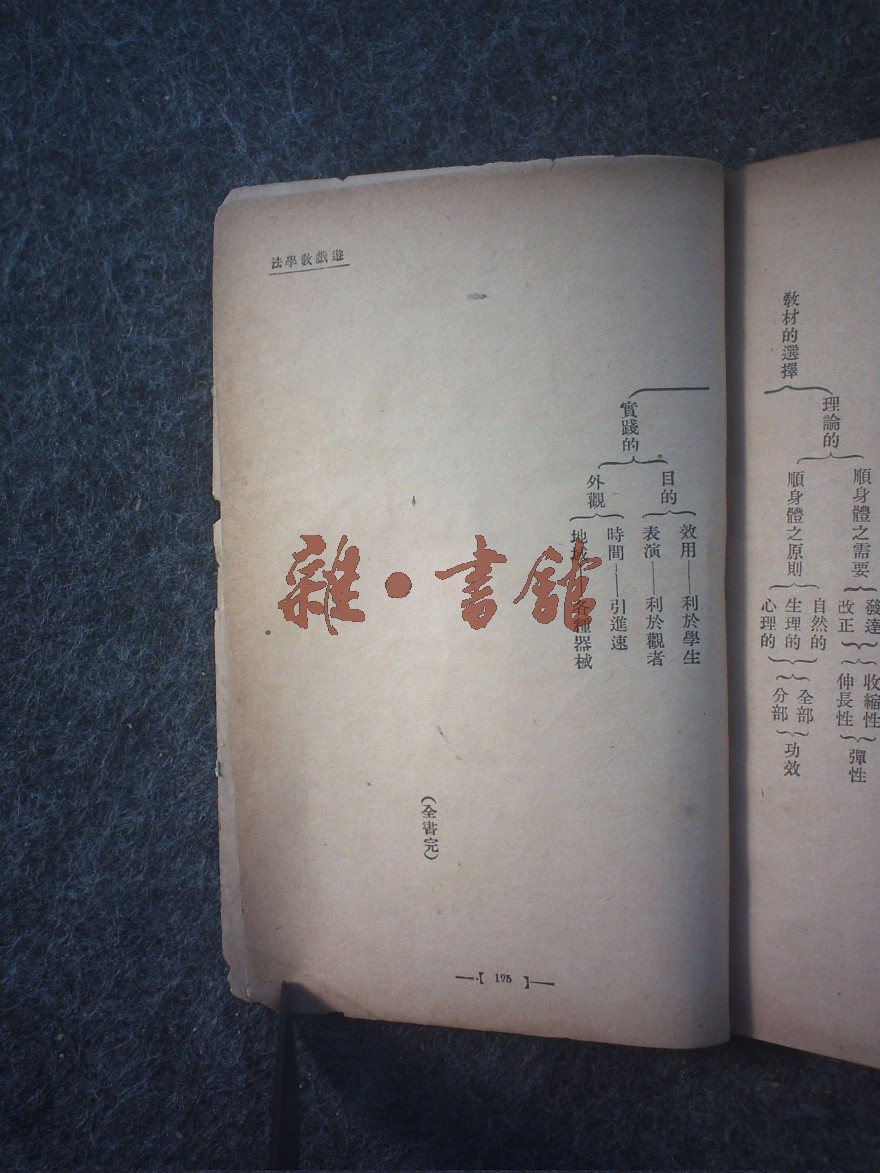 教材的選擇
理論的
順身體之需要
發達
改正
收縮性
伸長性
彈性
順身體之原則
自然的
生理的
心理的
全部
分部
功效
遊戲教學法
實踐的
目的
效用——利於學生
表演——利於觀者
外觀
時間——引進速
地域——各種器械
(全書完)
—【 175 】—
雜·書館